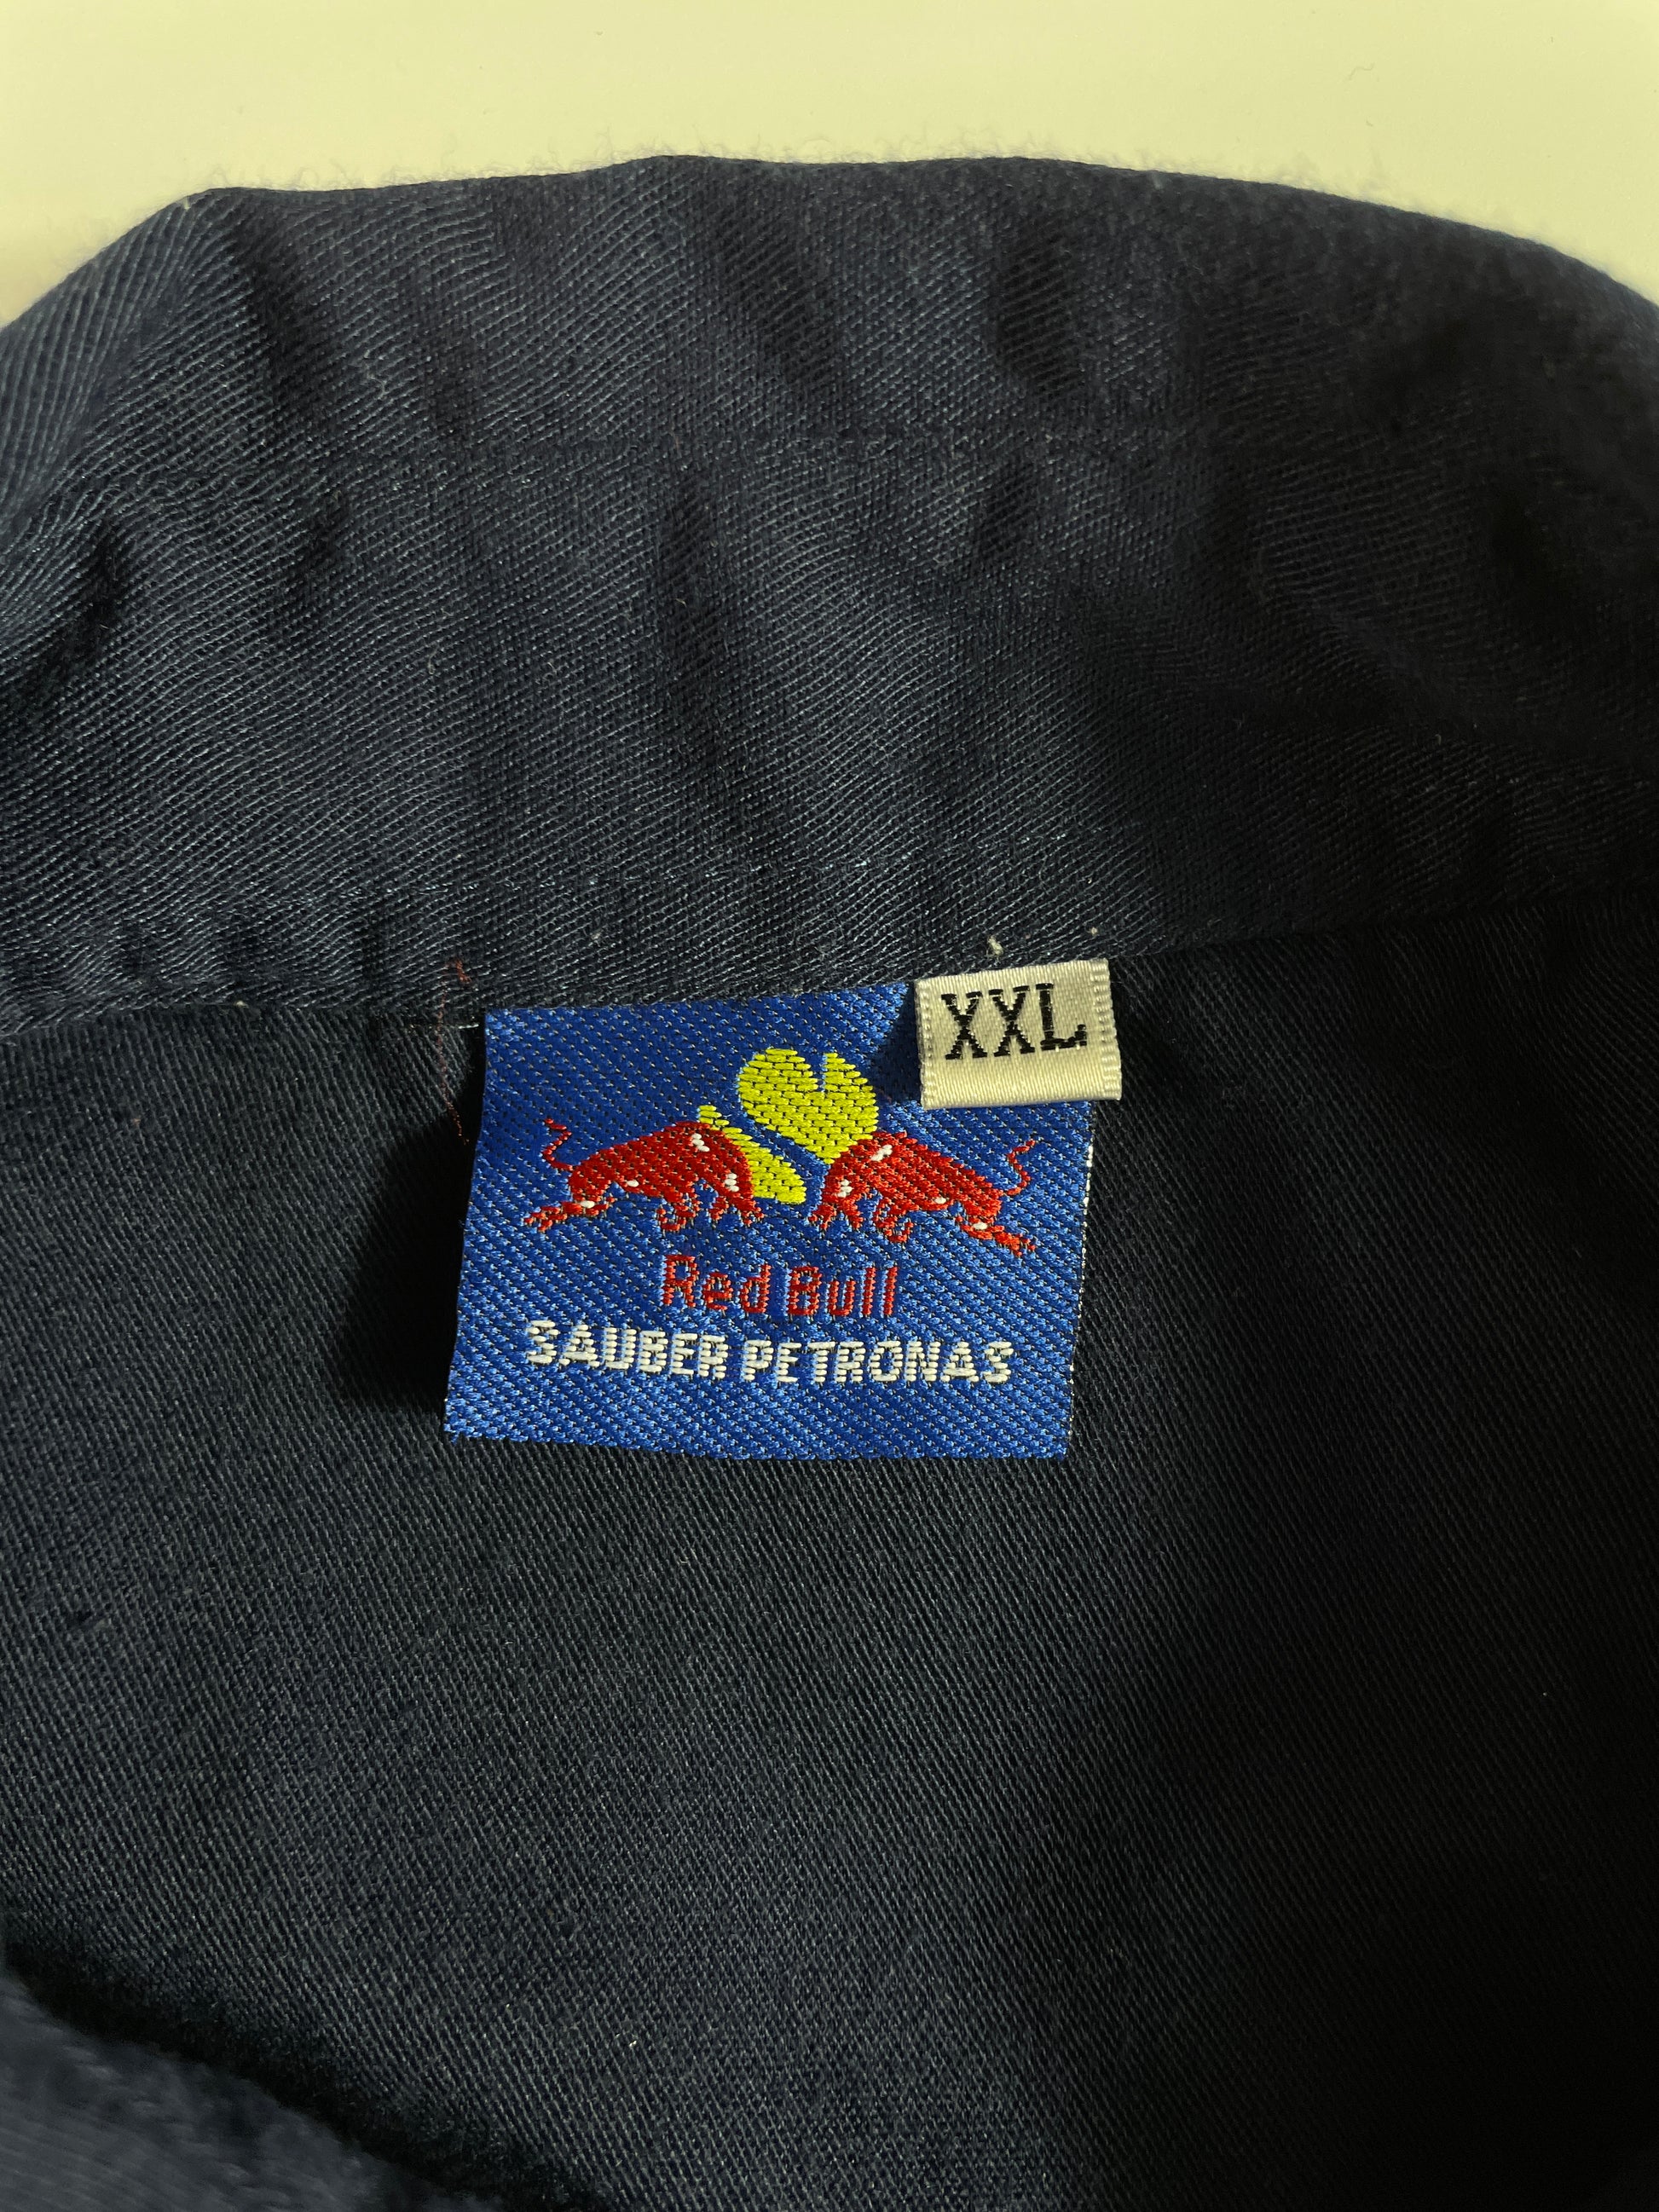 XXL
Red Bull
SAUBER PETRONAS